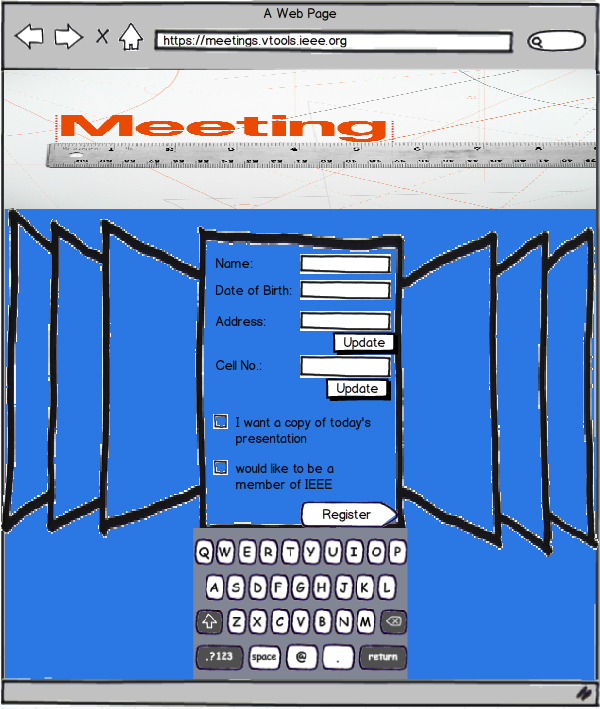 A Web Page
https://meetings.vtools.ieee.org
Meeting
Name:
Date of Birth:
Address:
Update
Cell No.:
Update
I want a copy of today's
presentation
would like to be a
member of IEEE
Register
Q W E R T Y U I O P
A S D F G H J K L
Z X C V B N M
.?123 space @ . return